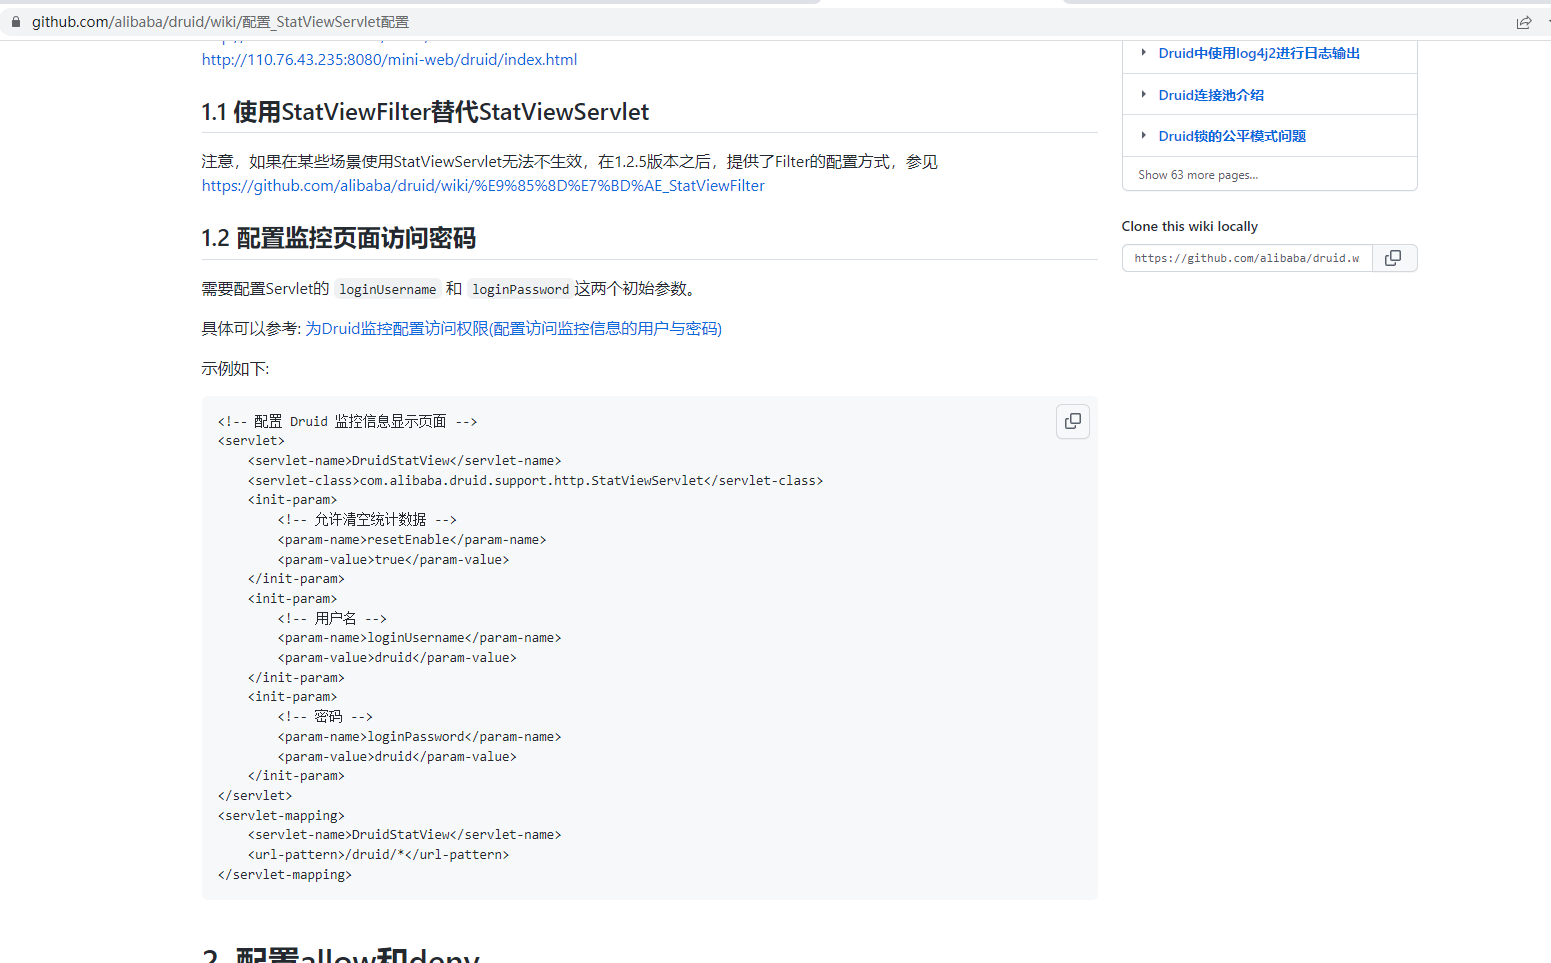 github.com/alibaba/druid/wiki/配置_StatViewServlet配置
http://110.76.43.235:8080/mini-web/druid/index.html
1.1 使用StatViewFilter替代StatViewServlet
注意，如果在某些场景使用StatViewServlet无法不生效，在1.2.5版本之后，提供了Filter的配置方式，参见
https://github.com/alibaba/druid/wiki/%E9%85%8D%E7%BD%AE_StatViewFilter
1.2 配置监控页面访问密码
需要配置Servlet的 loginUsername 和 loginPassword 这两个初始参数。
具体可以参考: 为Druid监控配置访问权限(配置访问监控信息的用户与密码)
示例如下:
<!-- 配置 Druid 监控信息显示页面 -->
<servlet>
    <servlet-name>DruidStatView</servlet-name>
    <servlet-class>com.alibaba.druid.support.http.StatViewServlet</servlet-class>
    <init-param>
        <!-- 允许清空统计数据 -->
        <param-name>resetEnable</param-name>
        <param-value>true</param-value>
    </init-param>
    <init-param>
        <!-- 用户名 -->
        <param-name>loginUsername</param-name>
        <param-value>druid</param-value>
    </init-param>
    <init-param>
        <!-- 密码 -->
        <param-name>loginPassword</param-name>
        <param-value>druid</param-value>
    </init-param>
</servlet>
<servlet-mapping>
    <servlet-name>DruidStatView</servlet-name>
    <url-pattern>/druid/*</url-pattern>
</servlet-mapping>
2. 配置allow和deny
Druid中使用log4j2进行日志输出
Druid连接池介绍
Druid锁的公平模式问题
Show 63 more pages...
Clone this wiki locally
https://github.com/alibaba/druid.w